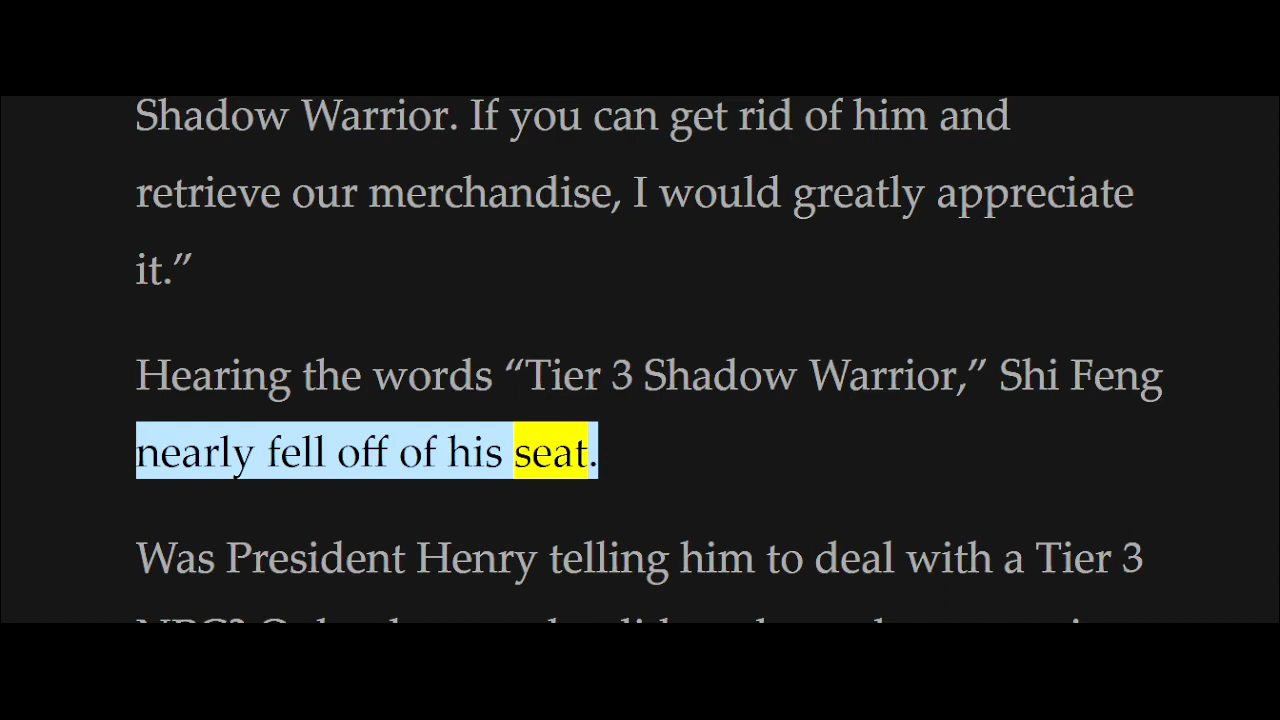 Shadow Warrior. If you can get rid of him and
retrieve our merchandise, I would greatly appreciate
it.”
Hearing the words “Tier 3 Shadow Warrior,” Shi Feng
nearly fell off of his seat.
Was President Henry telling him to deal with a Tier 3